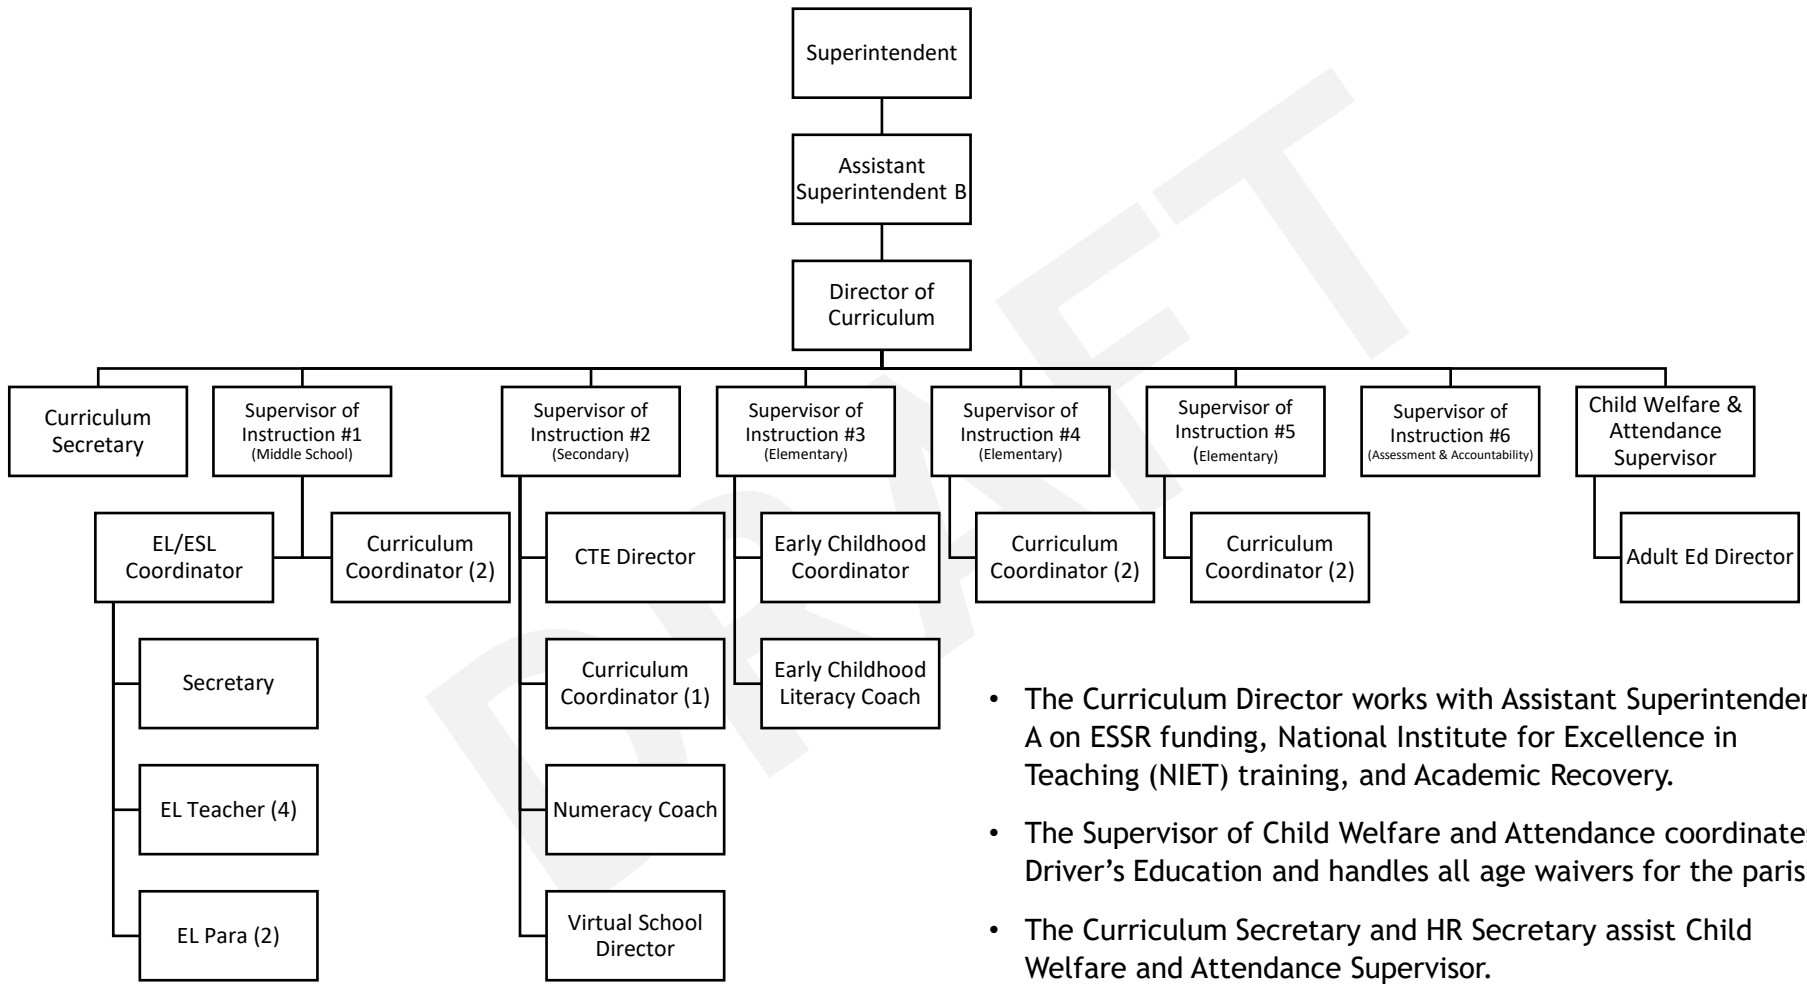 Superintendent
Assistant
Superintendent B
Director of
Curriculum
Curriculum
Secretary
Supervisor of
Instruction #1
(Middle School)
Supervisor of
Instruction #2
(Secondary)
Supervisor of
Instruction #3
(Elementary)
Supervisor of
Instruction #4
(Elementary)
Supervisor of
Instruction #5
(Elementary)
Supervisor of
Instruction #6
(Assessment & Accountability)
Child Welfare &
Attendance
Supervisor
EL/ESL
Coordinator
Curriculum
Coordinator (2)
CTE Director
Early Childhood
Coordinator
Curriculum
Coordinator (2)
Curriculum
Coordinator (2)
Adult Ed Director
Secretary
Curriculum
Coordinator (1)
Early Childhood
Literacy Coach
EL Teacher (4)
Numeracy Coach
EL Para (2)
Virtual School
Director
• The Curriculum Director works with Assistant Superintenden
A on ESSR funding, National Institute for Excellence in
Teaching (NIET) training, and Academic Recovery.
• The Supervisor of Child Welfare and Attendance coordinate
Driver’s Education and handles all age waivers for the paris
• The Curriculum Secretary and HR Secretary assist Child
Welfare and Attendance Supervisor.
DRAFT